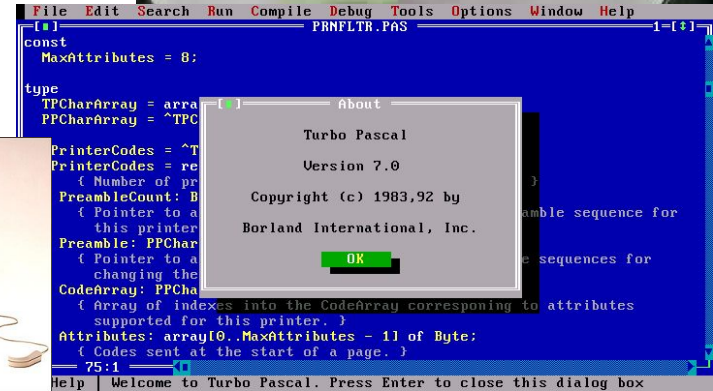 File Edit Search Run Compile Debug Tools Options Window Help
PRNFLTR.PAS 1=[↕]
const
MaxAttributes = 8;
type
TPCharArray = arra
PPCharArray = ^TPC
PrinterCodes = ^T
PrinterCodes = re
{ Number of pr }
PreambleCount: B
{ Pointer to a amble sequence for
this printer
Preamble: PPChar
{ Pointer to a e sequences for
changing the
CodeArray: PPCha
{ Array of indexes into the CodeArray corresponing to attributes
supported for this printer. }
Attributes: array[0..MaxAttributes - 1] of Byte;
{ Codes sent at the start of a page. }
75:1
Help | Welcome to Turbo Pascal. Press Enter to close this dialog box
About
Turbo Pascal
Version 7.0
Copyright (c) 1983,92 by
Borland International, Inc.
OK